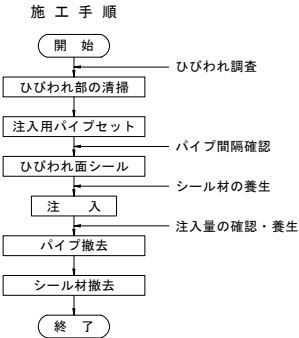 施工手順
開始
ひびわれ調査
ひびわれ部の清掃
注入用パイプセット
パイプ間隔確認
ひびわれ面シール
シール材の養生
注入
注入量の確認・養生
パイプ撤去
シール材撤去
終了